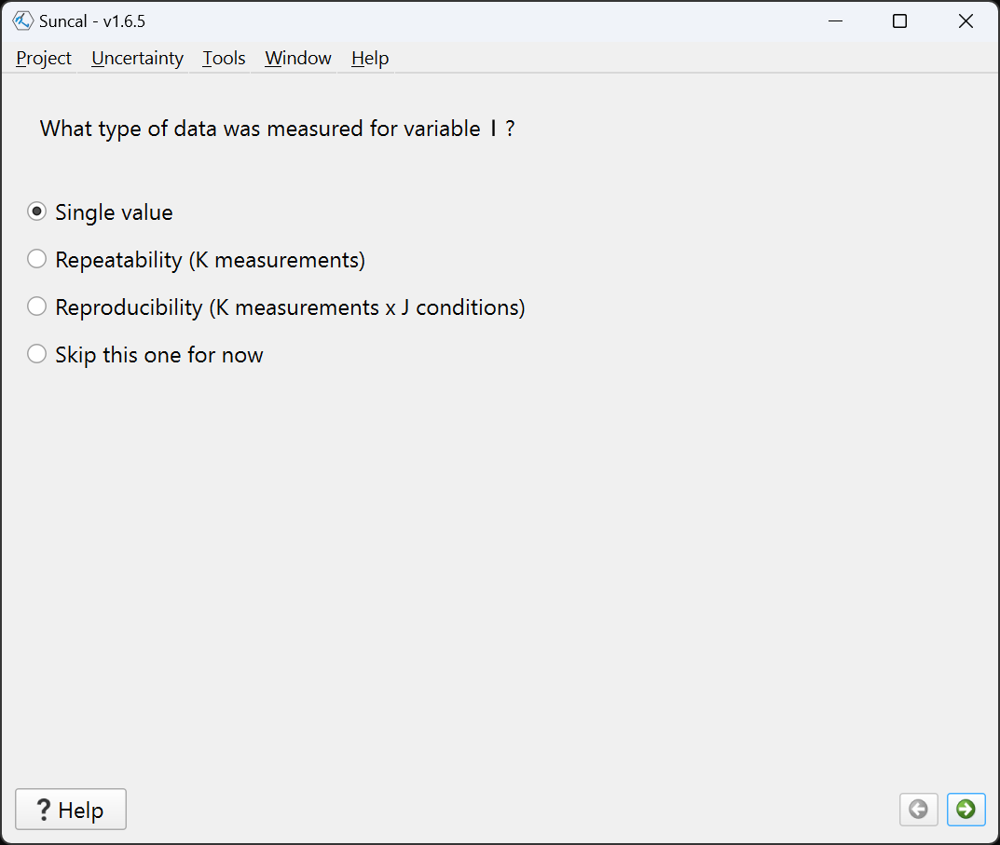 Suncal - v1.6.5
Project Uncertainty Tools Window Help
What type of data was measured for variable I ?
Single value
Repeatability (K measurements)
Reproducibility (K measurements x J conditions)
Skip this one for now
? Help